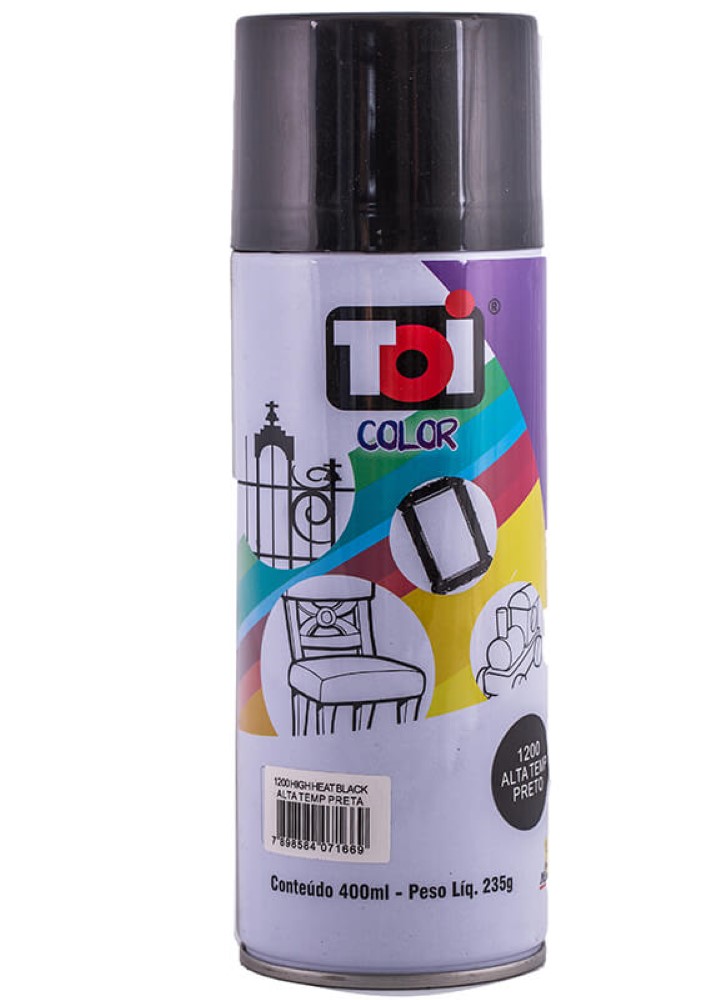 Toi
®
COLOR
1200
ALTA TEMP
PRETO
1200 HIGH HEAT BLACK
ALTA TEMP PRETA
7 898584 071669
Conteúdo 400ml - Peso Líq. 235g